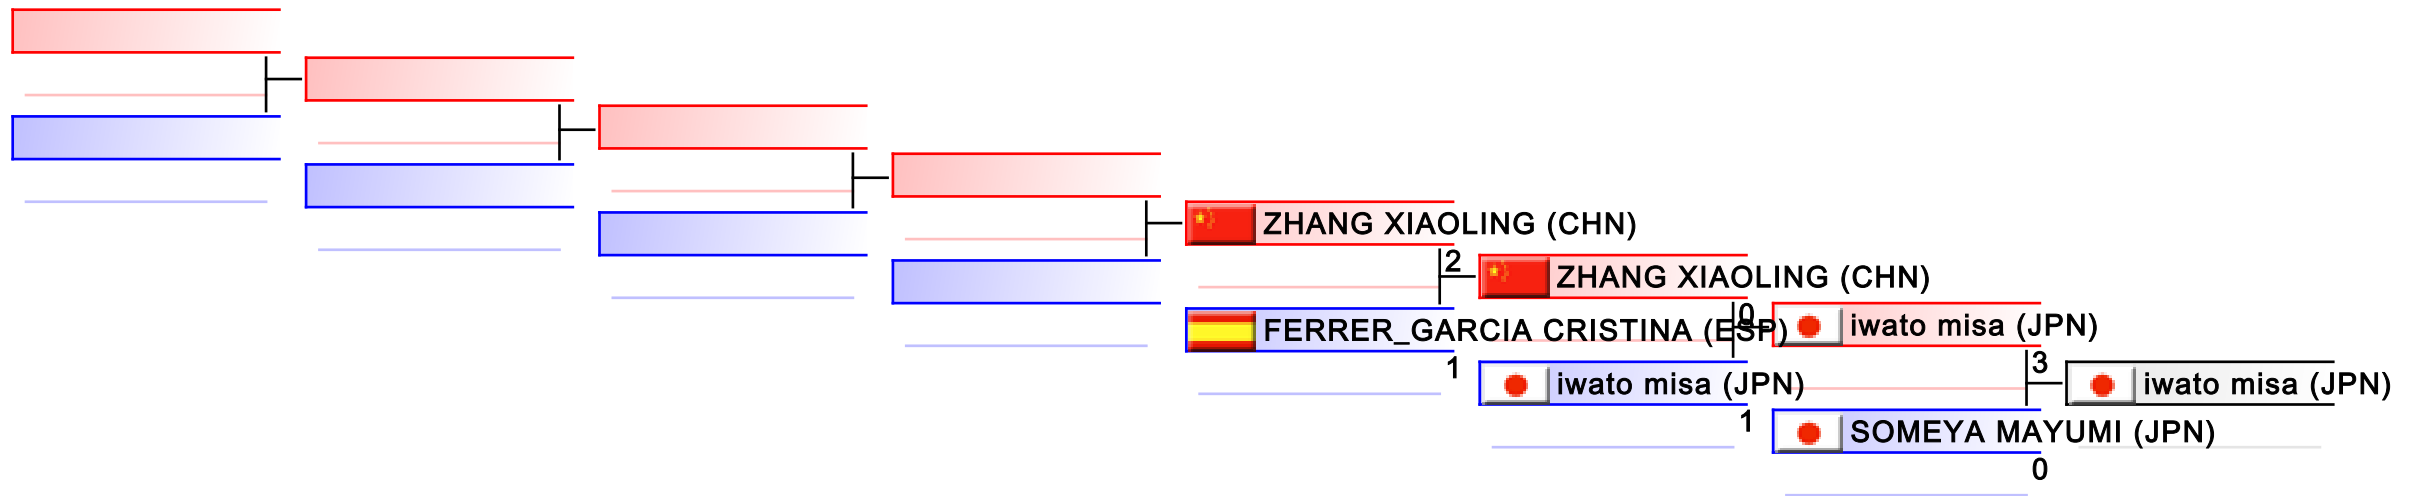 ZHANG XIAOLING (CHN)
2
ZHANG XIAOLING (CHN)
FERRER_GARCIA CRISTINA (ESP)
0
iwato misa (JPN)
1
iwato misa (JPN)
3
iwato misa (JPN)
1
SOMEYA MAYUMI (JPN)
0